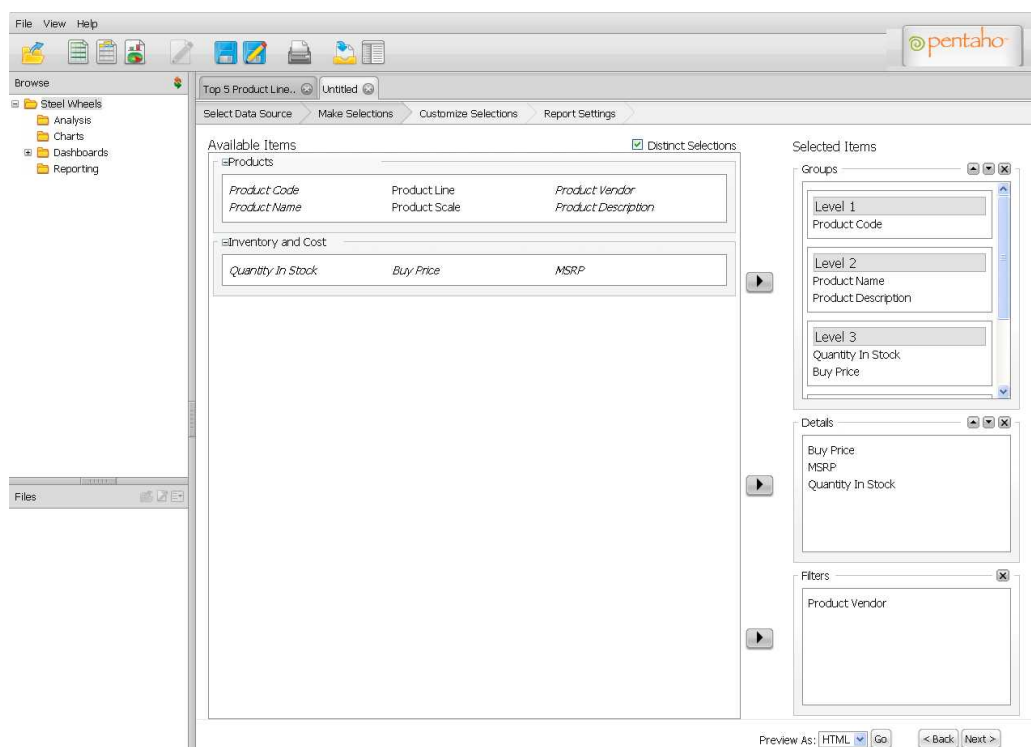 File View Help
pentaho
Browse
Steel Wheels
Analysis
Charts
Dashboards
Reporting
Files
Top 5 Product Line.. Untitled
Select Data Source Make Selections Customize Selections Report Settings
Available Items
Distinct Selections
Products
Product Code Product Line Product Vendor
Product Name Product Scale Product Description
Inventory and Cost
Quantity In Stock Buy Price MSRP
Selected Items
Groups
Level 1
Product Code
Level 2
Product Name
Product Description
Level 3
Quantity In Stock
Buy Price
Details
Buy Price
MSRP
Quantity In Stock
Filters
Product Vendor
Preview As: HTML Go < Back Next >